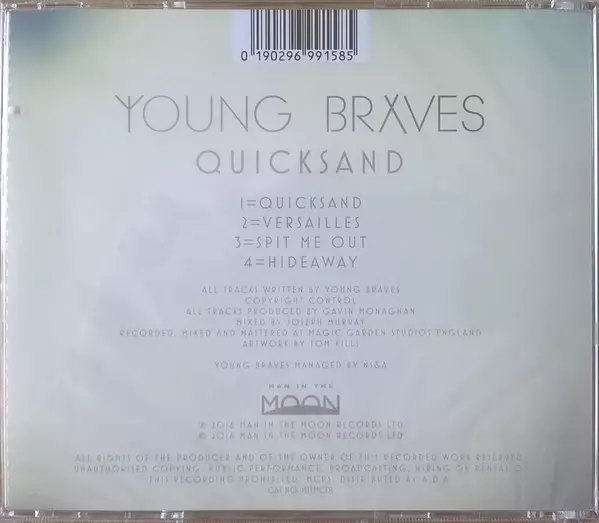 0 190296 991585
YOUNG BRAVES
QUICKSAND
1=QUICKSAND
2=VERSAILLES
3=SPIT ME OUT
4=HIDEAWAY
ALL TRACKS WRITTEN BY YOUNG BRAVES
COPYRIGHT CONTROL
ALL TRACKS PRODUCED BY GAVIN MONAGHAN
MIXED BY JOSEPH MURRAY
RECORDED, MIXED AND MASTERED AT MAGIC GARDEN STUDIOS ENGLAND
ARTWORK BY TOM
YOUNG BRAVES MANAGED BY
MAN IN THE
MOON
℗ 2016 MAN IN THE MOON RECORDS LTD
© 2016 MAN IN THE MOON RECORDS LTD
ALL RIGHTS OF THE PRODUCER AND OF THE OWNER OF THIS RECORDED WORK RESERVED
UNAUTHORISED COPYING, PUBLIC PERFORMANCE, BROADCASTING, HIRING OR RENTAL O
THIS RECORDING PROHIBITED. MCPS. DISTRIBUTED BY A.D.A.
CAT NO.